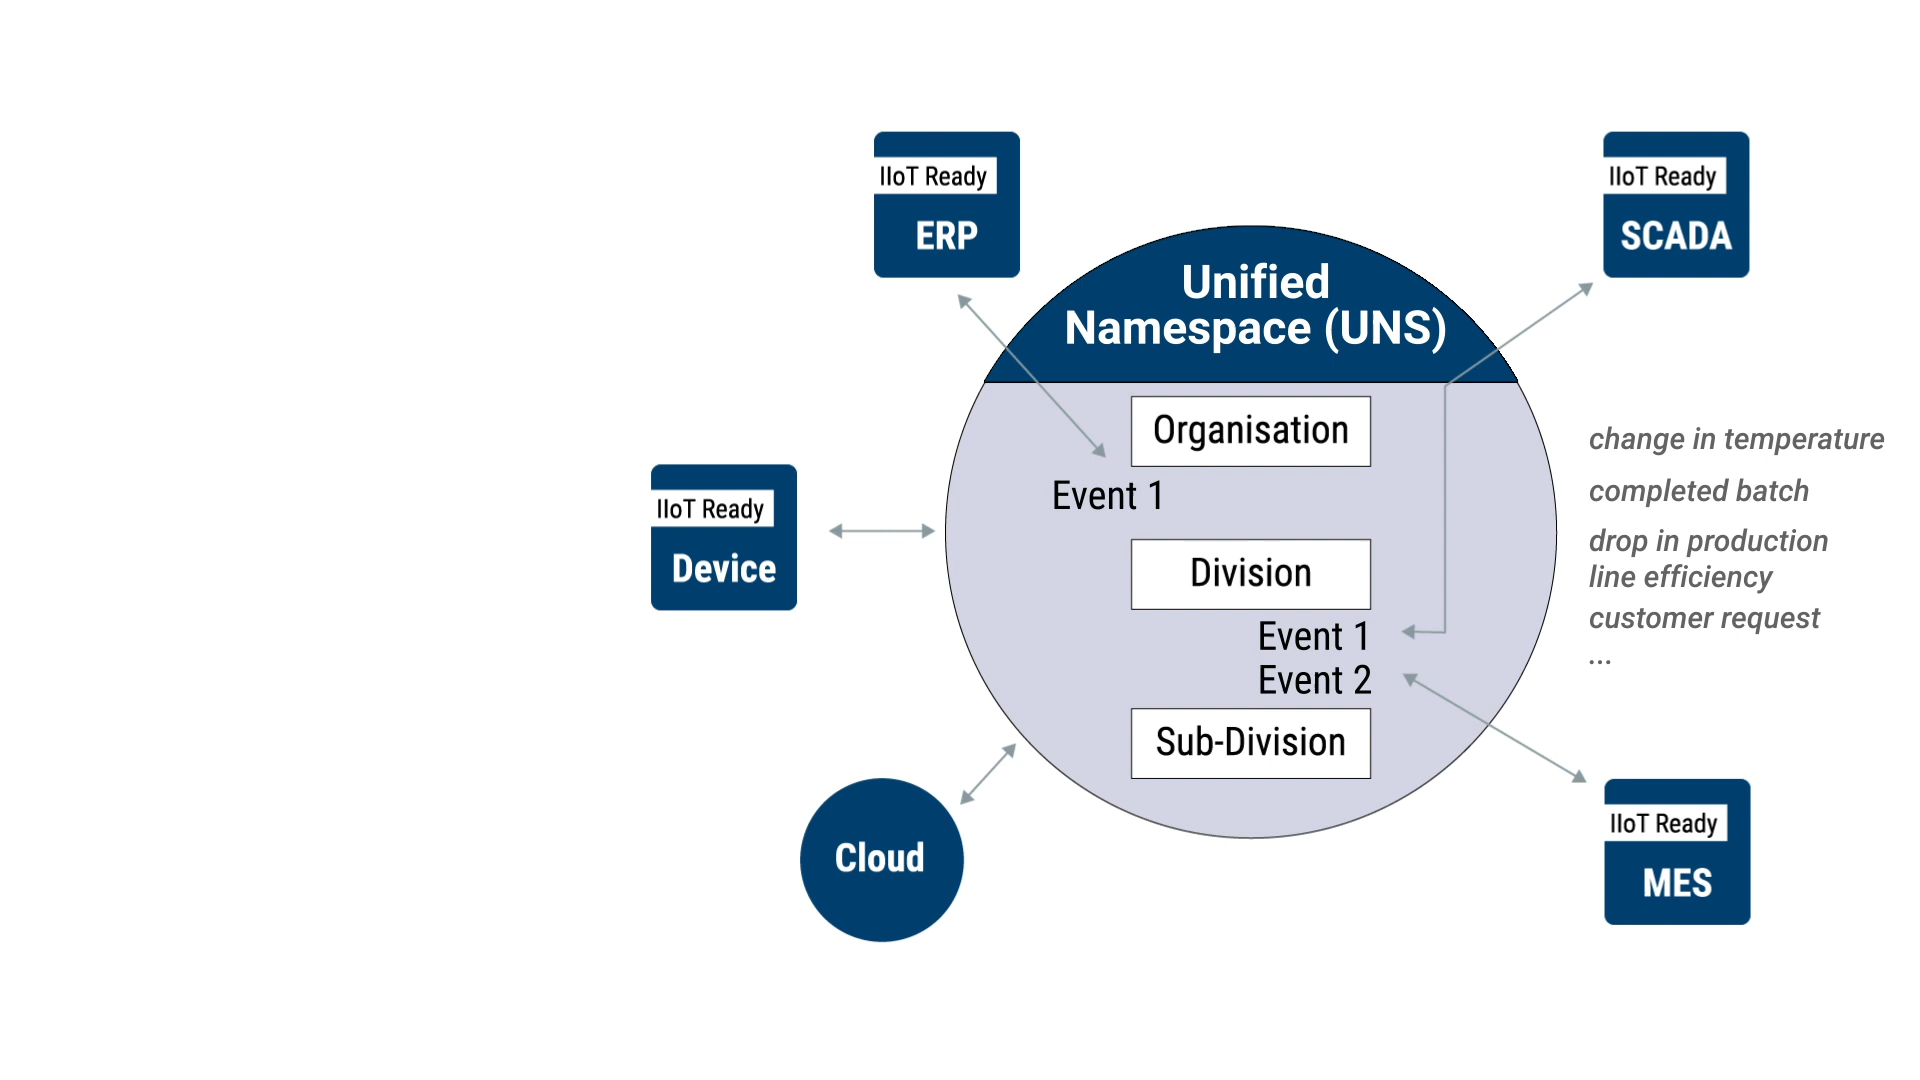 IIoT Ready
ERP
IIoT Ready
SCADA
Unified
Namespace (UNS)
Organisation
Event 1
Division
Event 1
Event 2
Sub-Division
change in temperature
completed batch
drop in production
line efficiency
customer request
...
IIoT Ready
Device
Cloud
IIoT Ready
MES